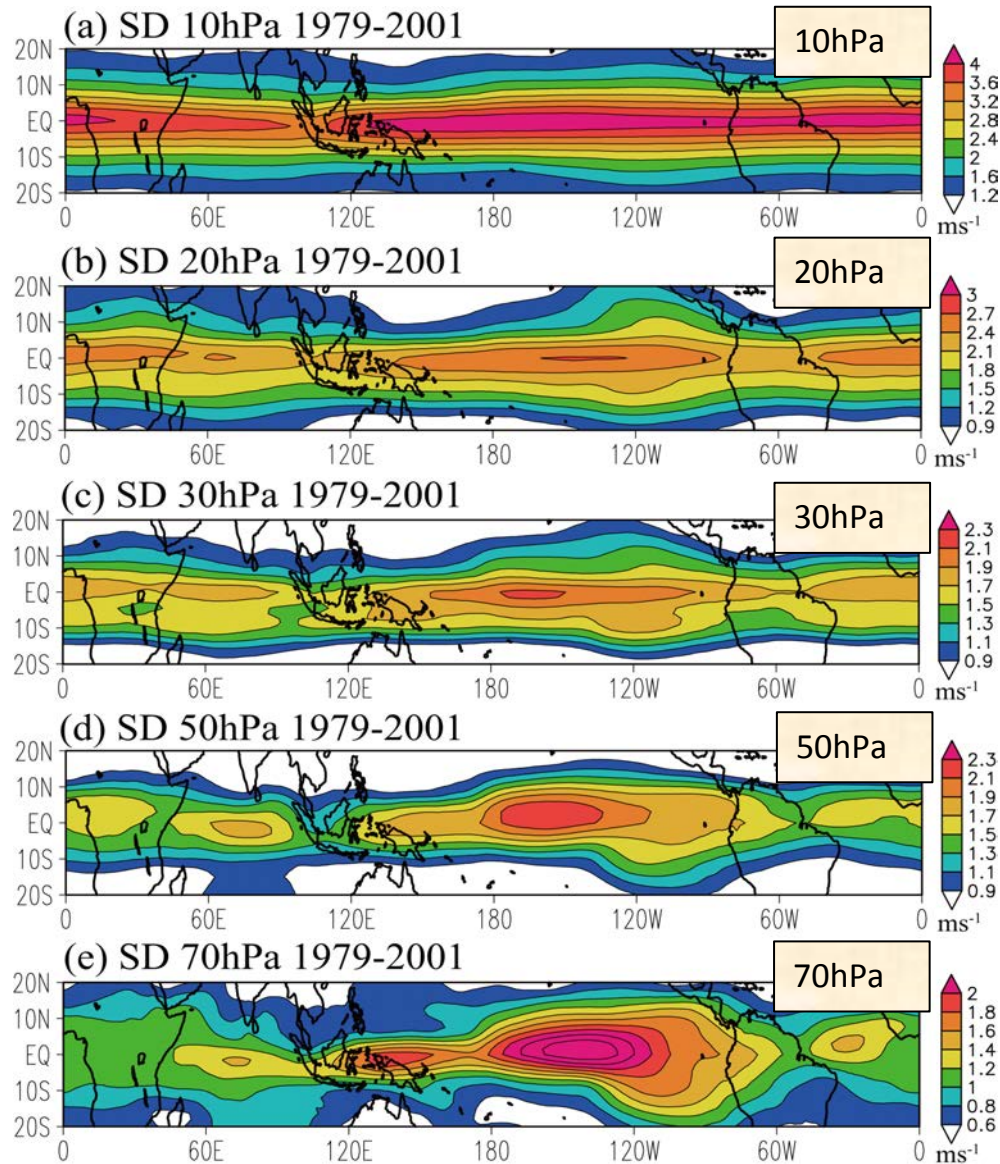 (a) SD 10hPa 1979-2001
10hPa
20N
10N
EQ
10S
20S
0 60E 120E 180 120W 60W 0
4
3.6
3.2
2.8
2.4
2
1.6
1.2
ms-1
(b) SD 20hPa 1979-2001
20hPa
20N
10N
EQ
10S
20S
0 60E 120E 180 120W 60W 0
3
2.7
2.4
2.1
1.8
1.5
1.2
0.9
ms-1
(c) SD 30hPa 1979-2001
30hPa
20N
10N
EQ
10S
20S
0 60E 120E 180 120W 60W 0
2.3
2.1
1.9
1.7
1.5
1.3
1.1
0.9
ms-1
(d) SD 50hPa 1979-2001
50hPa
20N
10N
EQ
10S
20S
0 60E 120E 180 120W 60W 0
2.3
2.1
1.9
1.7
1.5
1.3
1.1
0.9
ms-1
(e) SD 70hPa 1979-2001
70hPa
20N
10N
EQ
10S
20S
0 60E 120E 180 120W 60W 0
2
1.8
1.6
1.4
1.2
1
0.8
0.6
ms-1